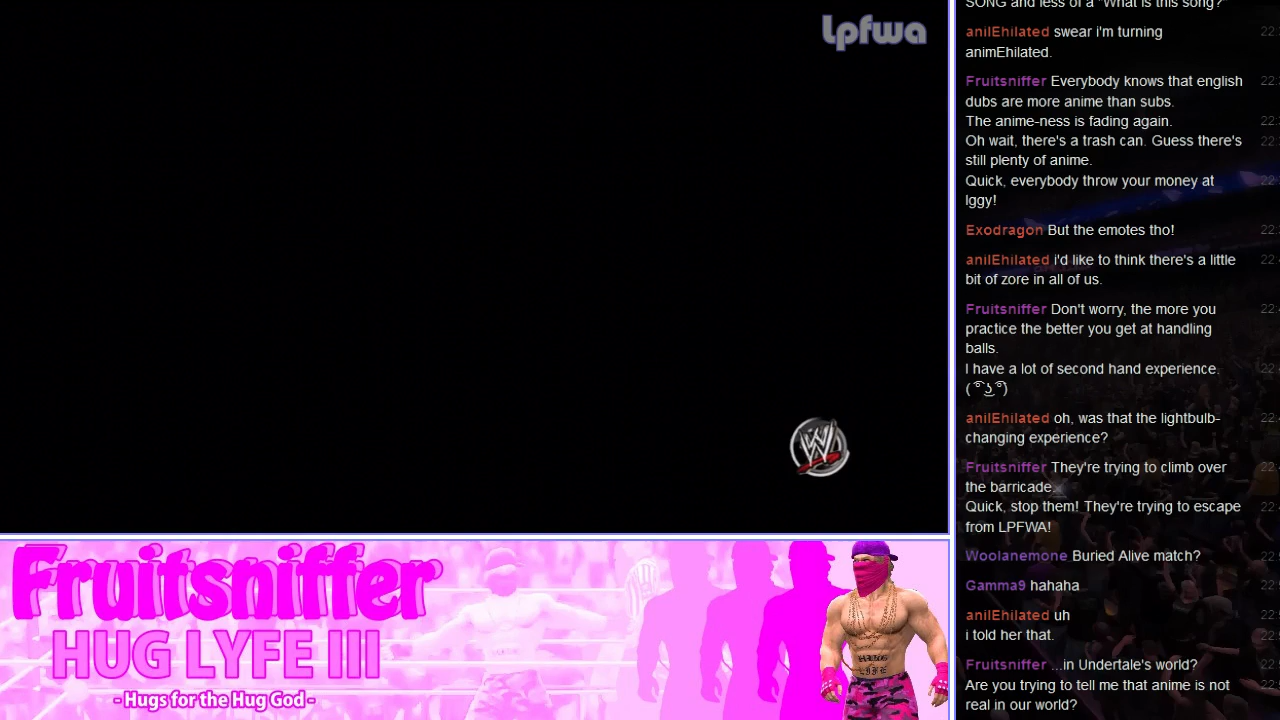 lpfwa
W
Fruitsniffer
HUG LYFE III
- Hugs for the Hug God -
HUG
LIFE
SONG and less of a "What is this song?"
anilEhilated swear i'm turning
animEhilated.
Fruitsniffer Everybody knows that english
dubs are more anime than subs.
The anime-ness is fading again.
Oh wait, there's a trash can. Guess there's
still plenty of anime.
Quick, everybody throw your money at
Iggy!
Exodragon But the emotes tho!
anilEhilated i'd like to think there's a little
bit of zore in all of us.
Fruitsniffer Don't worry, the more you
practice the better you get at handling
balls.
I have a lot of second hand experience.
( ͡° ͜ʖ ͡°)
anilEhilated oh, was that the lightbulb-
changing experience?
Fruitsniffer They're trying to climb over
the barricade.
Quick, stop them! They're trying to escape
from LPFWA!
Woolanemone Buried Alive match?
Gamma9 hahaha
anilEhilated uh
i told her that.
Fruitsniffer ...in Undertale's world?
Are you trying to tell me that anime is not
real in our world?